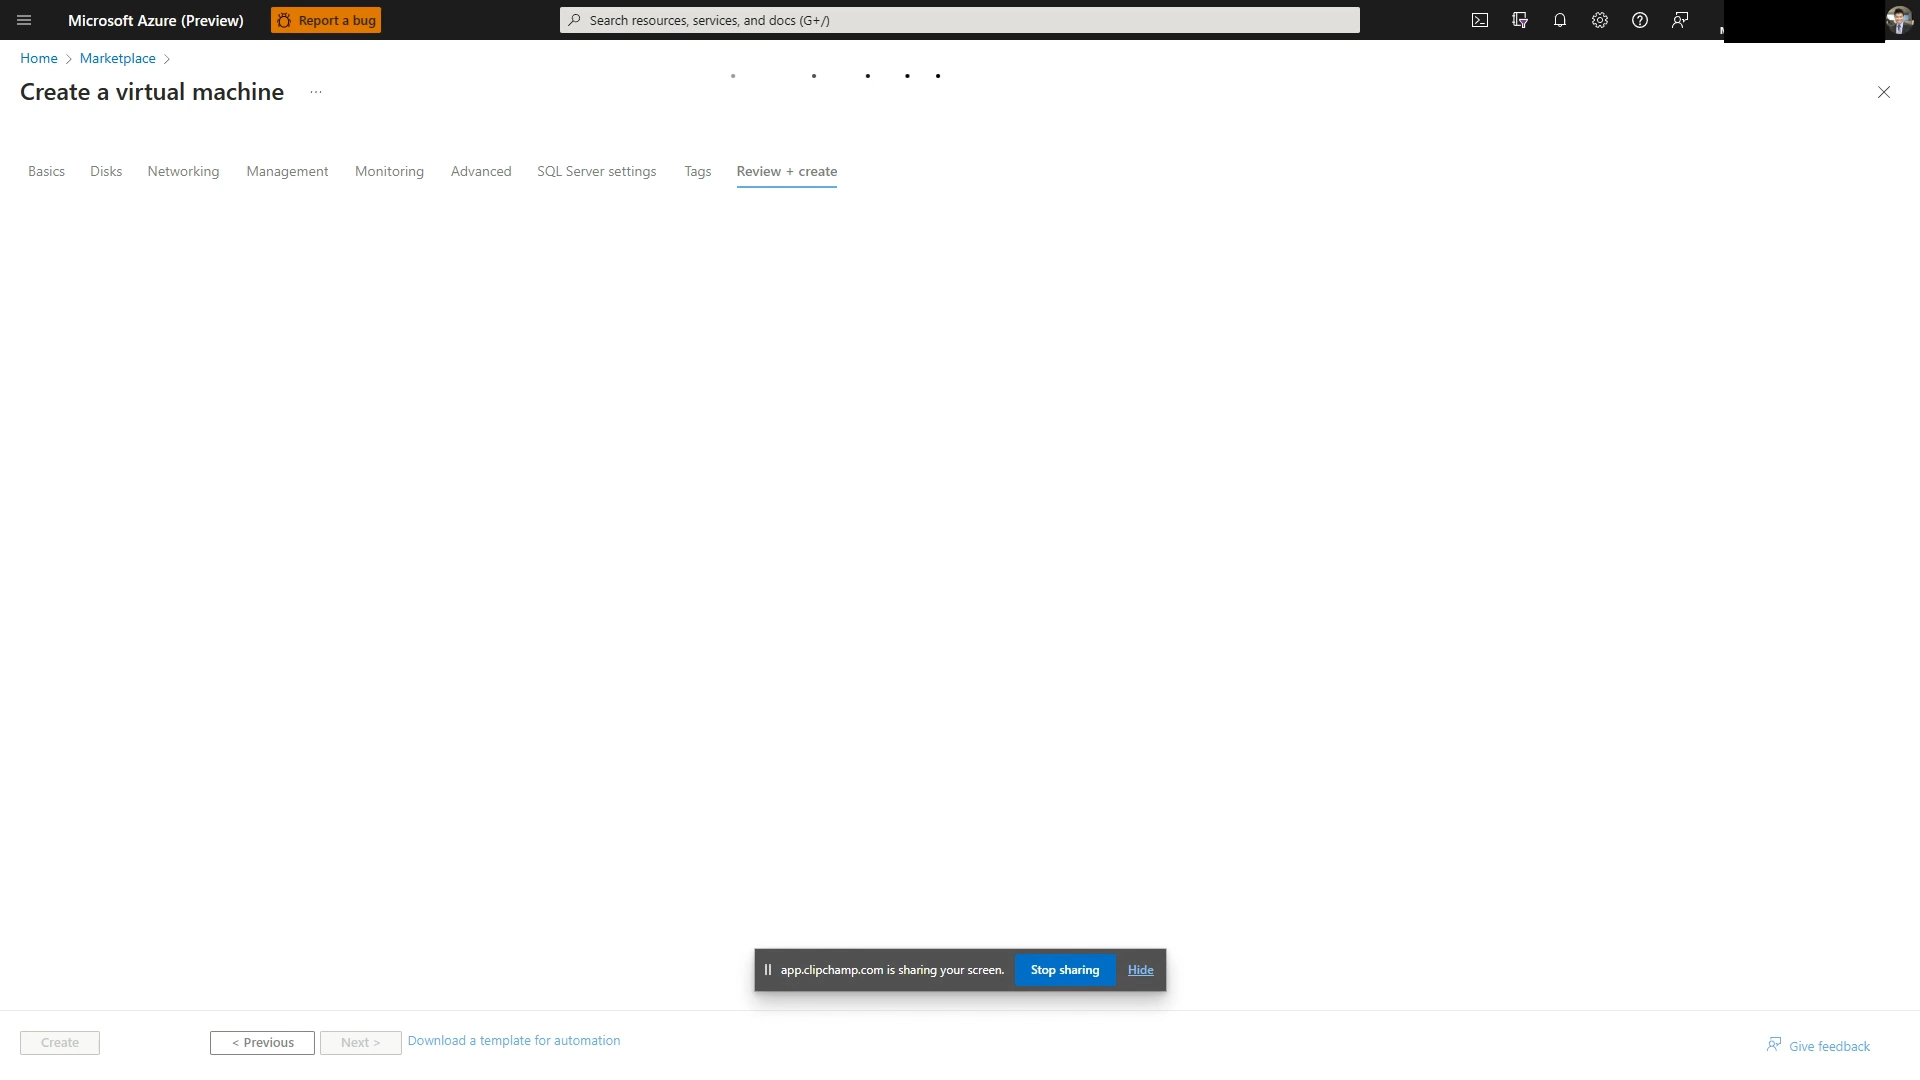 Microsoft Azure (Preview)
Report a bug
Search resources, services, and docs (G+/)
Home
Marketplace
Create a virtual machine
...
Basics
Disks
Networking
Management
Monitoring
Advanced
SQL Server settings
Tags
Review + create
app.clipchamp.com is sharing your screen.
Stop sharing
Hide
Create
< Previous
Next >
Download a template for automation
Give feedback